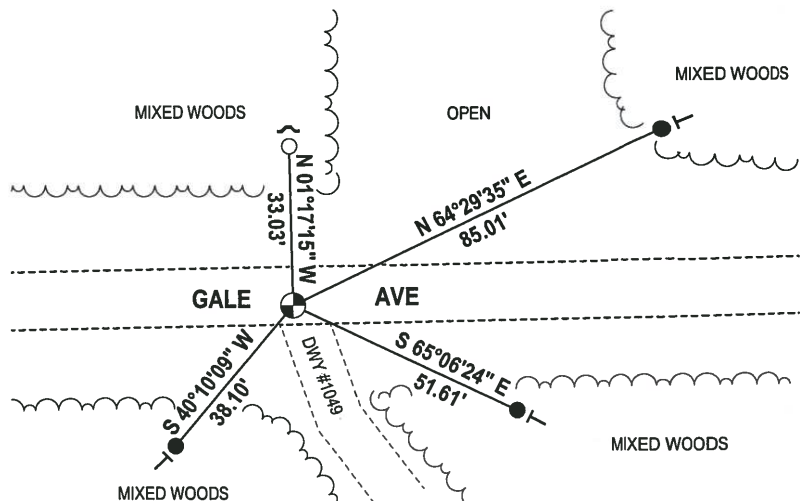 MIXED WOODS
MIXED WOODS
OPEN
N 01°17'15" W
33.03'
N 64°29'35" E
85.01'
GALE AVE
S 40°10'09" W
38.10'
DWY #1049
S 65°06'24" E
51.61'
MIXED WOODS
MIXED WOODS